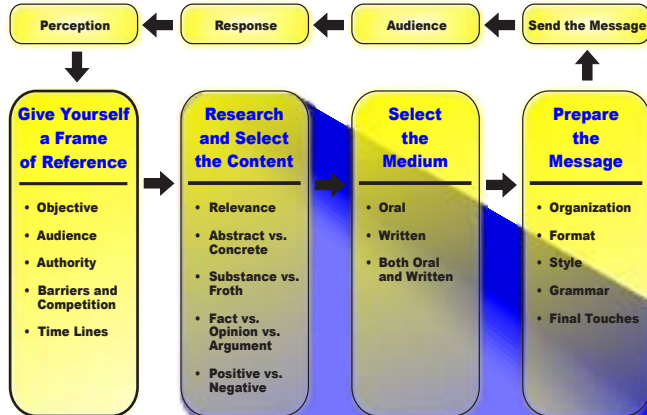 Perception
Response
Audience
Send the Message
Give Yourself
a Frame
of Reference
• Objective
• Audience
• Authority
• Barriers and
Competition
• Time Lines
Research
and Select
the Content
• Relevance
• Abstract vs.
Concrete
• Substance vs.
Froth
• Fact vs.
Opinion vs.
Argument
• Positive vs.
Negative
Select
the
Medium
• Oral
• Written
• Both Oral
and Written
Prepare
the
Message
• Organization
• Format
• Style
• Grammar
• Final Touches